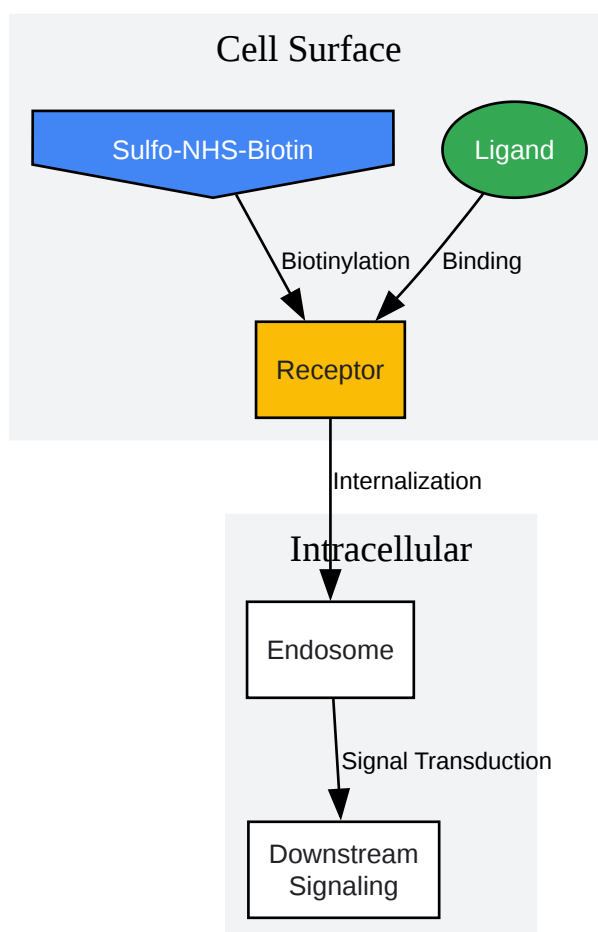 Cell Surface
Sulfo-NHS-Biotin
Ligand
Biotinylation
Binding
Receptor
Internalization
Intracellular
Endosome
Signal Transduction
Downstream
Signaling